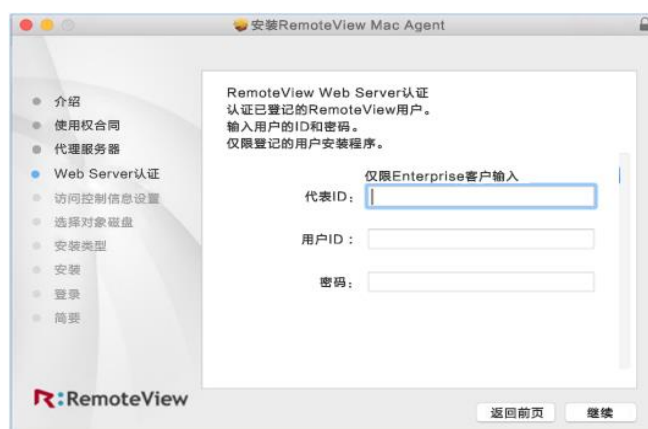 安装RemoteView Mac Agent
介绍
使用权合同
代理服务器
Web Server认证
访问控制信息设置
选择对象磁盘
安装类型
安装
登录
简要
RemoteView Web Server认证
认证已登记的RemoteView用户。
输入用户的ID和密码。
仅限登记的用户安装程序。
仅限Enterprise客户输入
代表ID：
用户ID：
密码：
R:RemoteView
返回前页
继续